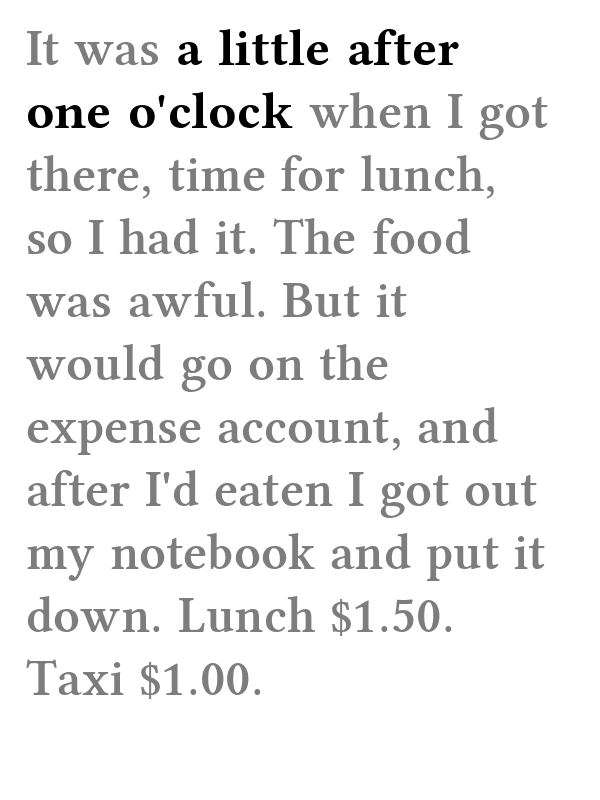 It was a little after
one o'clock when I got
there, time for lunch,
so I had it. The food
was awful. But it
would go on the
expense account, and
after I'd eaten I got out
my notebook and put it
down. Lunch $1.50.
Taxi $1.00.